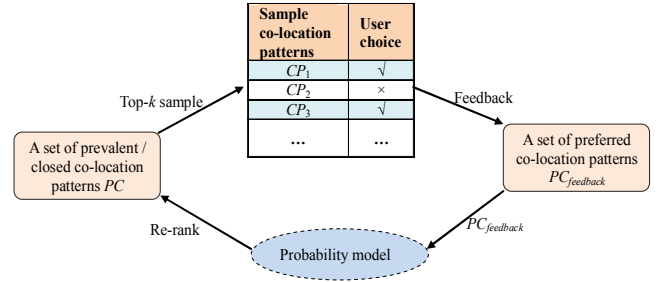 Sample co-location patterns User choice
CP1 √
CP2 ×
CP3 √
... ...
Top-k sample
Feedback
A set of prevalent /
closed co-location
patterns PC
A set of preferred
co-location patterns
PCfeedback
Re-rank
PCfeedback
Probability model